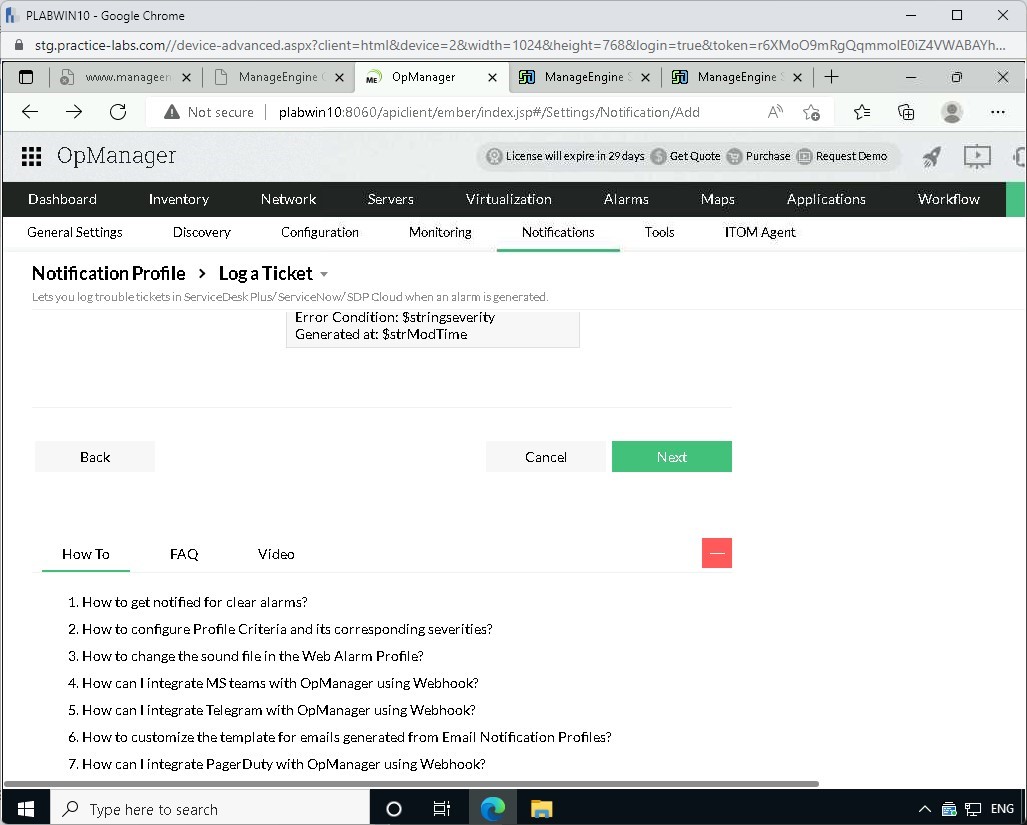 PLABWIN10 - Google Chrome
stg.practice-labs.com//device-advanced.aspx?client=html&device=2&width=1024&height=768&login=true&token=r6XMoO9mRgQqmmolE0iZ4VWABAYh...
www.manageen
ManageEngine
OpManager
ManageEngine S
ManageEngine S
Not secure
plabwin10:8060/apiclient/ember/index.jsp#/Settings/Notification/Add
OpManager
License will expire in 29 days
Get Quote
Purchase
Request Demo
Dashboard
Inventory
Network
Servers
Virtualization
Alarms
Maps
Applications
Workflow
General Settings
Discovery
Configuration
Monitoring
Notifications
Tools
ITOM Agent
Notification Profile > Log a Ticket
Lets you log trouble tickets in ServiceDesk Plus/ServiceNow/SDP Cloud when an alarm is generated.
Error Condition: $stringseverity
Generated at: $strModTime
Back
Cancel
Next
How To
FAQ
Video
1. How to get notified for clear alarms?
2. How to configure Profile Criteria and its corresponding severities?
3. How to change the sound file in the Web Alarm Profile?
4. How can I integrate MS teams with OpManager using Webhook?
5. How can I integrate Telegram with OpManager using Webhook?
6. How to customize the template for emails generated from Email Notification Profiles?
7. How can I integrate PagerDuty with OpManager using Webhook?
Type here to search
ENG